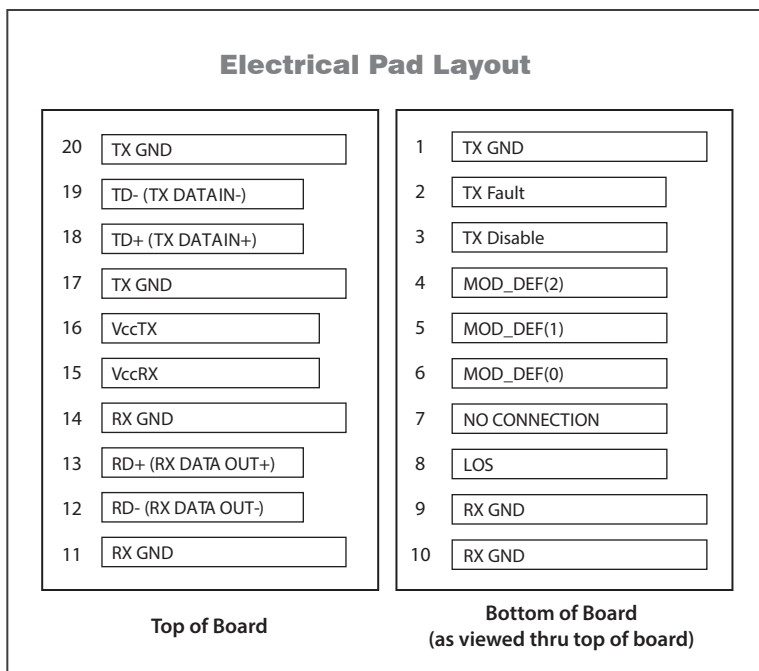 Electrical Pad Layout
20 TX GND
19 TD- (TX DATAIN-)
18 TD+ (TX DATAIN+)
17 TX GND
16 VccTX
15 VccRX
14 RX GND
13 RD+ (RX DATA OUT+)
12 RD- (RX DATA OUT-)
11 RX GND
Top of Board
1 TX GND
2 TX Fault
3 TX Disable
4 MOD_DEF(2)
5 MOD_DEF(1)
6 MOD_DEF(0)
7 NO CONNECTION
8 LOS
9 RX GND
10 RX GND
Bottom of Board
(as viewed thru top of board)